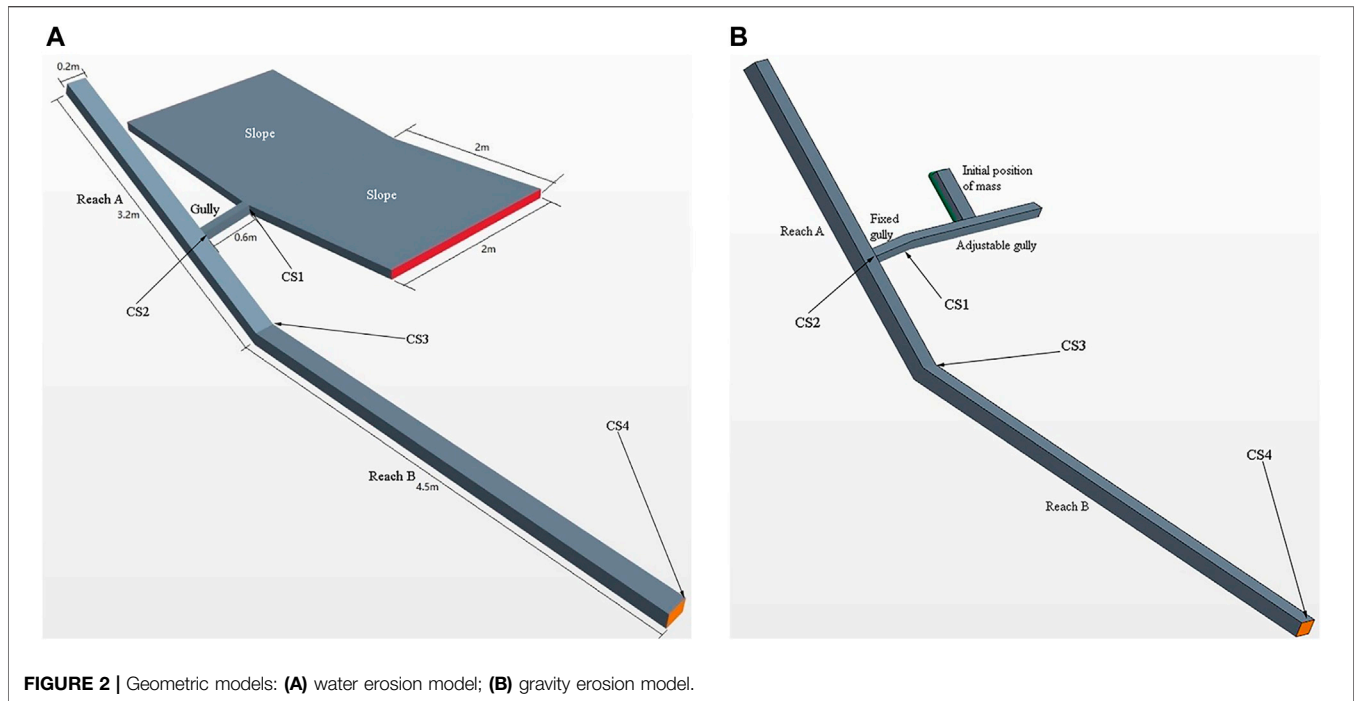 A
0.2m
Slope
2m
Slope
Reach A
3.2m
Gully
0.6m
2m
CS1
CS2
CS3
CS4
Reach B
4.5m
B
Initial position
of mass
Fixed
gully
Reach A
Adjustable gully
CS1
CS2
CS3
CS4
Reach B
FIGURE 2 | Geometric models: (A) water erosion model; (B) gravity erosion model.